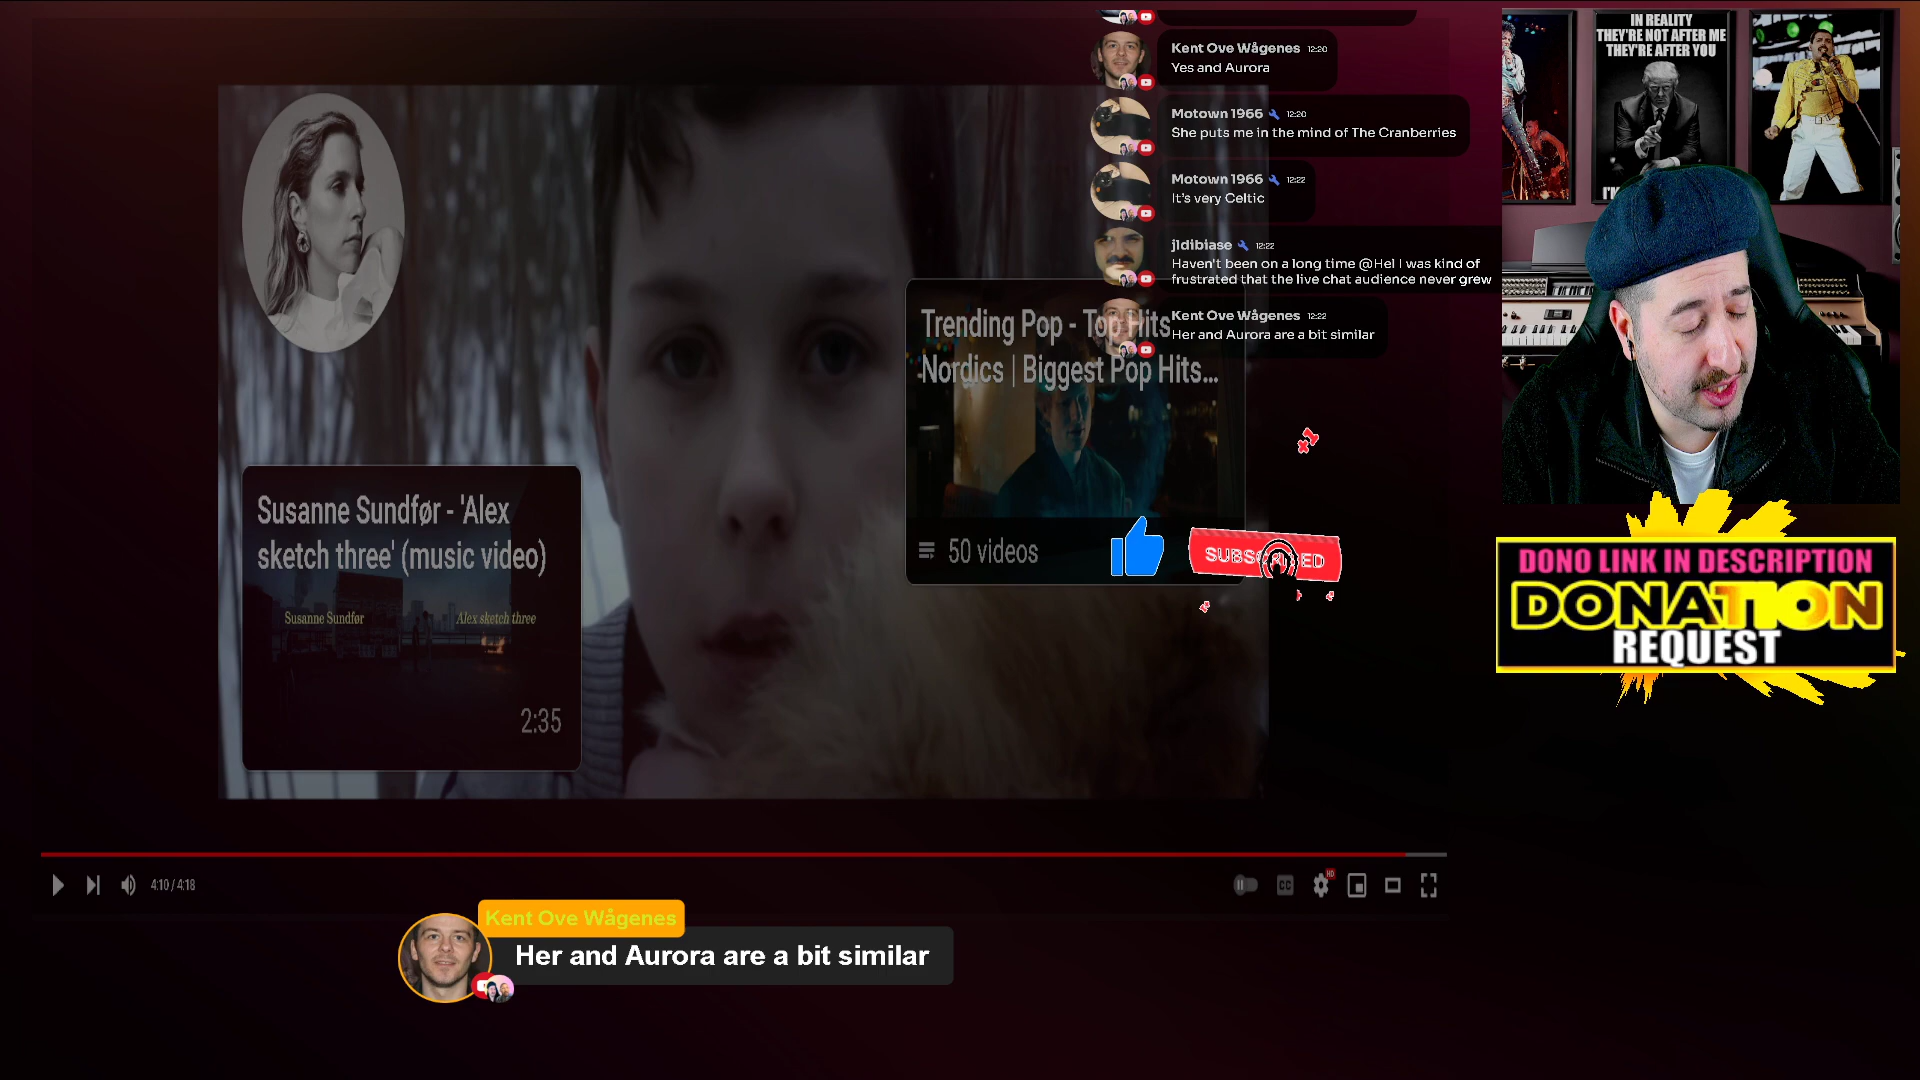 Kent Ove Wågenes 12:20
Yes and Aurora
Motown 1966 12:20
She puts me in the mind of The Cranberries
Motown 1966 12:22
It's very Celtic
jldibiase 12:22
Haven't been on a long time @Hel I was kind of
frustrated that the live chat audience never grew
Kent Ove Wågenes 12:22
Her and Aurora are a bit similar
IN REALITY
THEY'RE NOT AFTER ME
THEY'RE AFTER YOU
Trending Pop - Top Hits
Nordics | Biggest Pop Hits...
50 videos
Susanne Sundfør - 'Alex
sketch three' (music video)
Susanne Sundfør
Alex sketch three
2:35
SUBSCRIBED
DONO LINK IN DESCRIPTION
DONATION
REQUEST
4:10 / 4:18
CC
HD
Kent Ove Wågenes
Her and Aurora are a bit similar